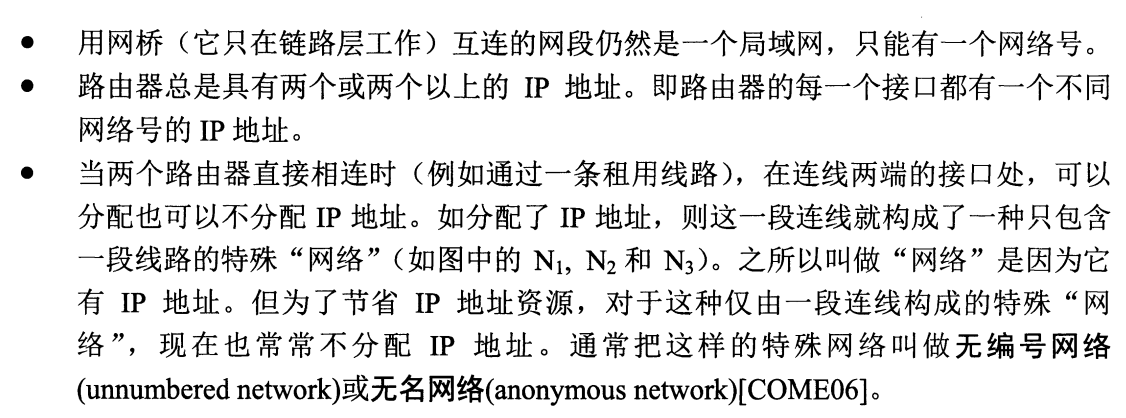 ● 用网桥（它只在链路层工作）互连的网段仍然是一个局域网，只能有一个网络号。
● 路由器总是具有两个或两个以上的 IP 地址。即路由器的每一个接口都有一个不同
网络号的 IP 地址。
● 当两个路由器直接相连时（例如通过一条租用线路），在连线两端的接口处，可以
分配也可以不分配 IP 地址。如分配了 IP 地址，则这一段连线就构成了一种只包含
一段线路的特殊“网络”（如图中的 N₁, N₂ 和 N₃）。之所以叫做“网络”是因为它
有 IP 地址。但为了节省 IP 地址资源，对于这种仅由一段连线构成的特殊“网
络”，现在也常常不分配 IP 地址。通常把这样的特殊网络叫做无编号网络
(unnumbered network)或无名网络(anonymous network)[COME06]。